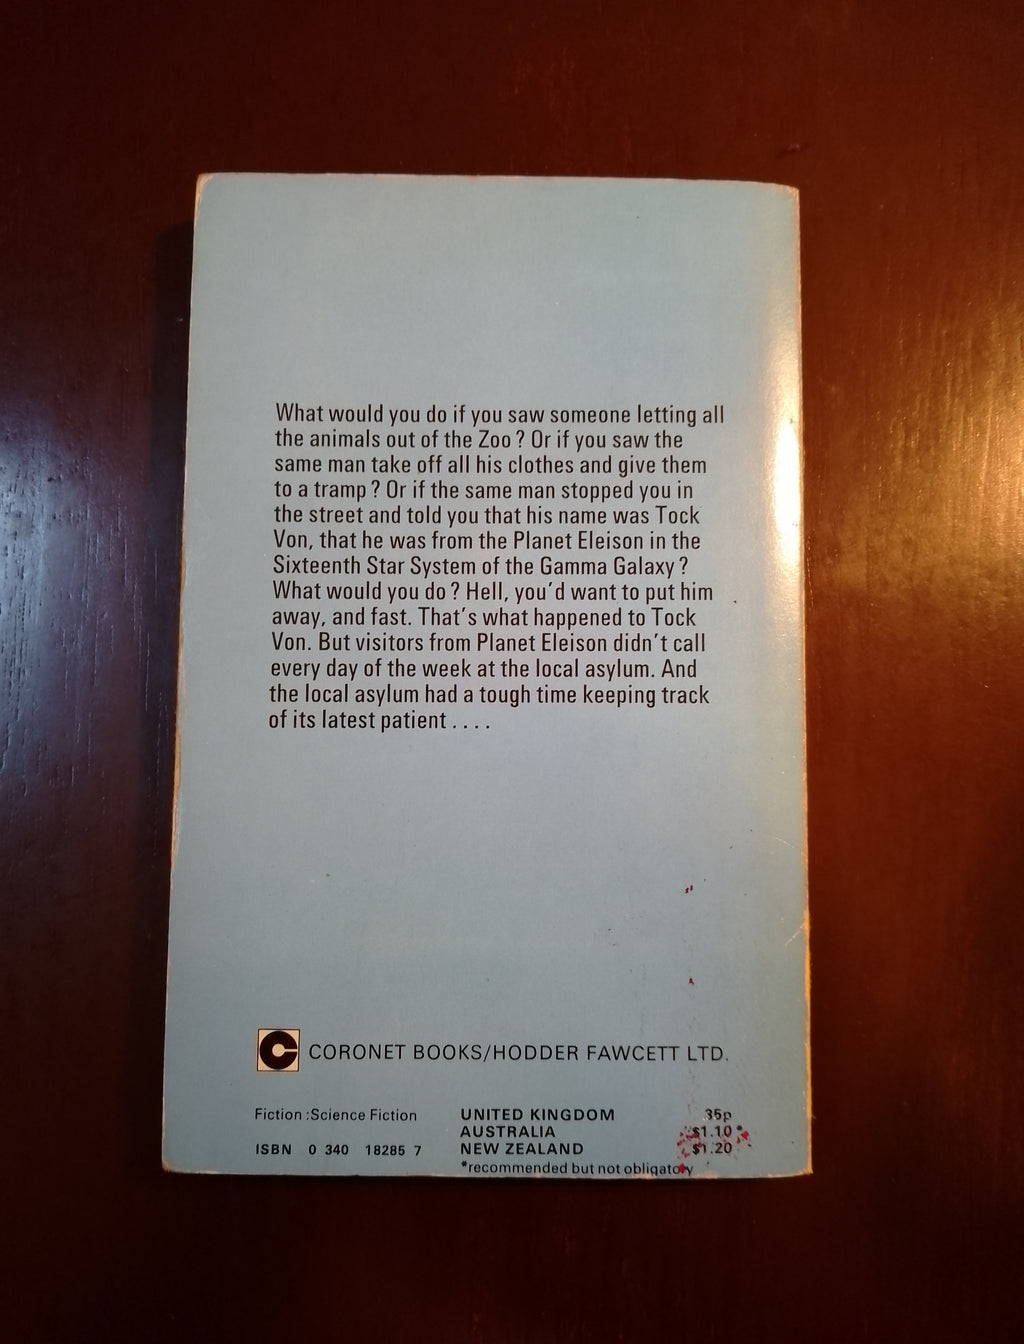 What would you do if you saw someone letting all
the animals out of the Zoo ? Or if you saw the
same man take off all his clothes and give them
to a tramp ? Or if the same man stopped you in
the street and told you that his name was Tock
Von, that he was from the Planet Eleison in the
Sixteenth Star System of the Gamma Galaxy ?
What would you do ? Hell, you'd want to put him
away, and fast. That's what happened to Tock
Von. But visitors from Planet Eleison didn't call
every day of the week at the local asylum. And
the local asylum had a tough time keeping track
of its latest patient . . . .
CORONET BOOKS/HODDER FAWCETT LTD.
Fiction :Science Fiction UNITED KINGDOM 35p
AUSTRALIA $1.10*
ISBN 0 340 18285 7 NEW ZEALAND $1.20
*recommended but not obligatory